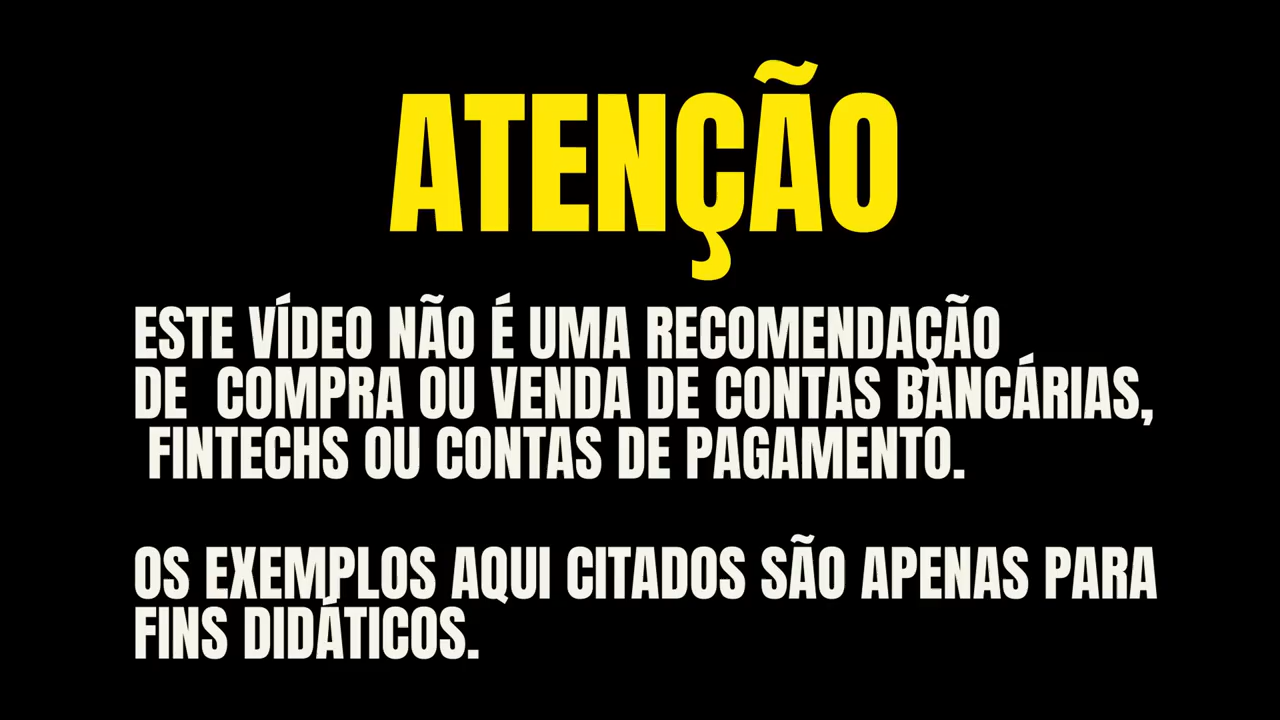 ATENÇÃO
ESTE VÍDEO NÃO É UMA RECOMENDAÇÃO
DE COMPRA OU VENDA DE CONTAS BANCÁRIAS,
FINTECHS OU CONTAS DE PAGAMENTO.
OS EXEMPLOS AQUI CITADOS SÃO APENAS PARA
FINS DIDÁTICOS.